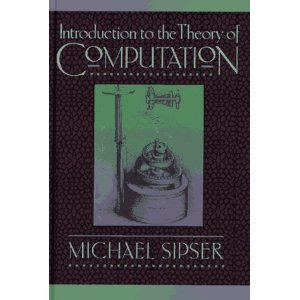 Introduction to the Theory of
COMPUTATION
MICHAEL SIPSER